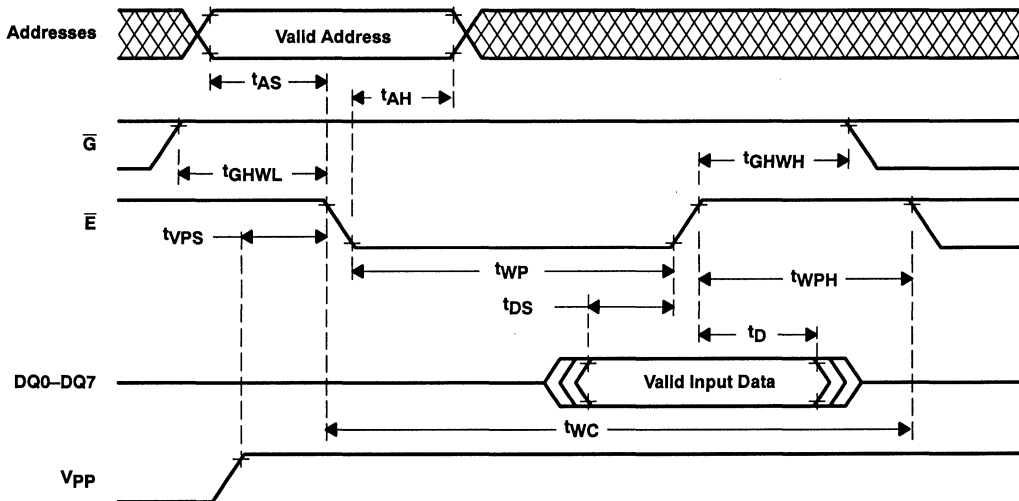 Addresses
Valid Address
tAS
tAH
G̅
tGHWL
tGHWH
E̅
tVPS
tWP
tWPH
tDS
tD
DQ0–DQ7
Valid Input Data
tWC
VPP